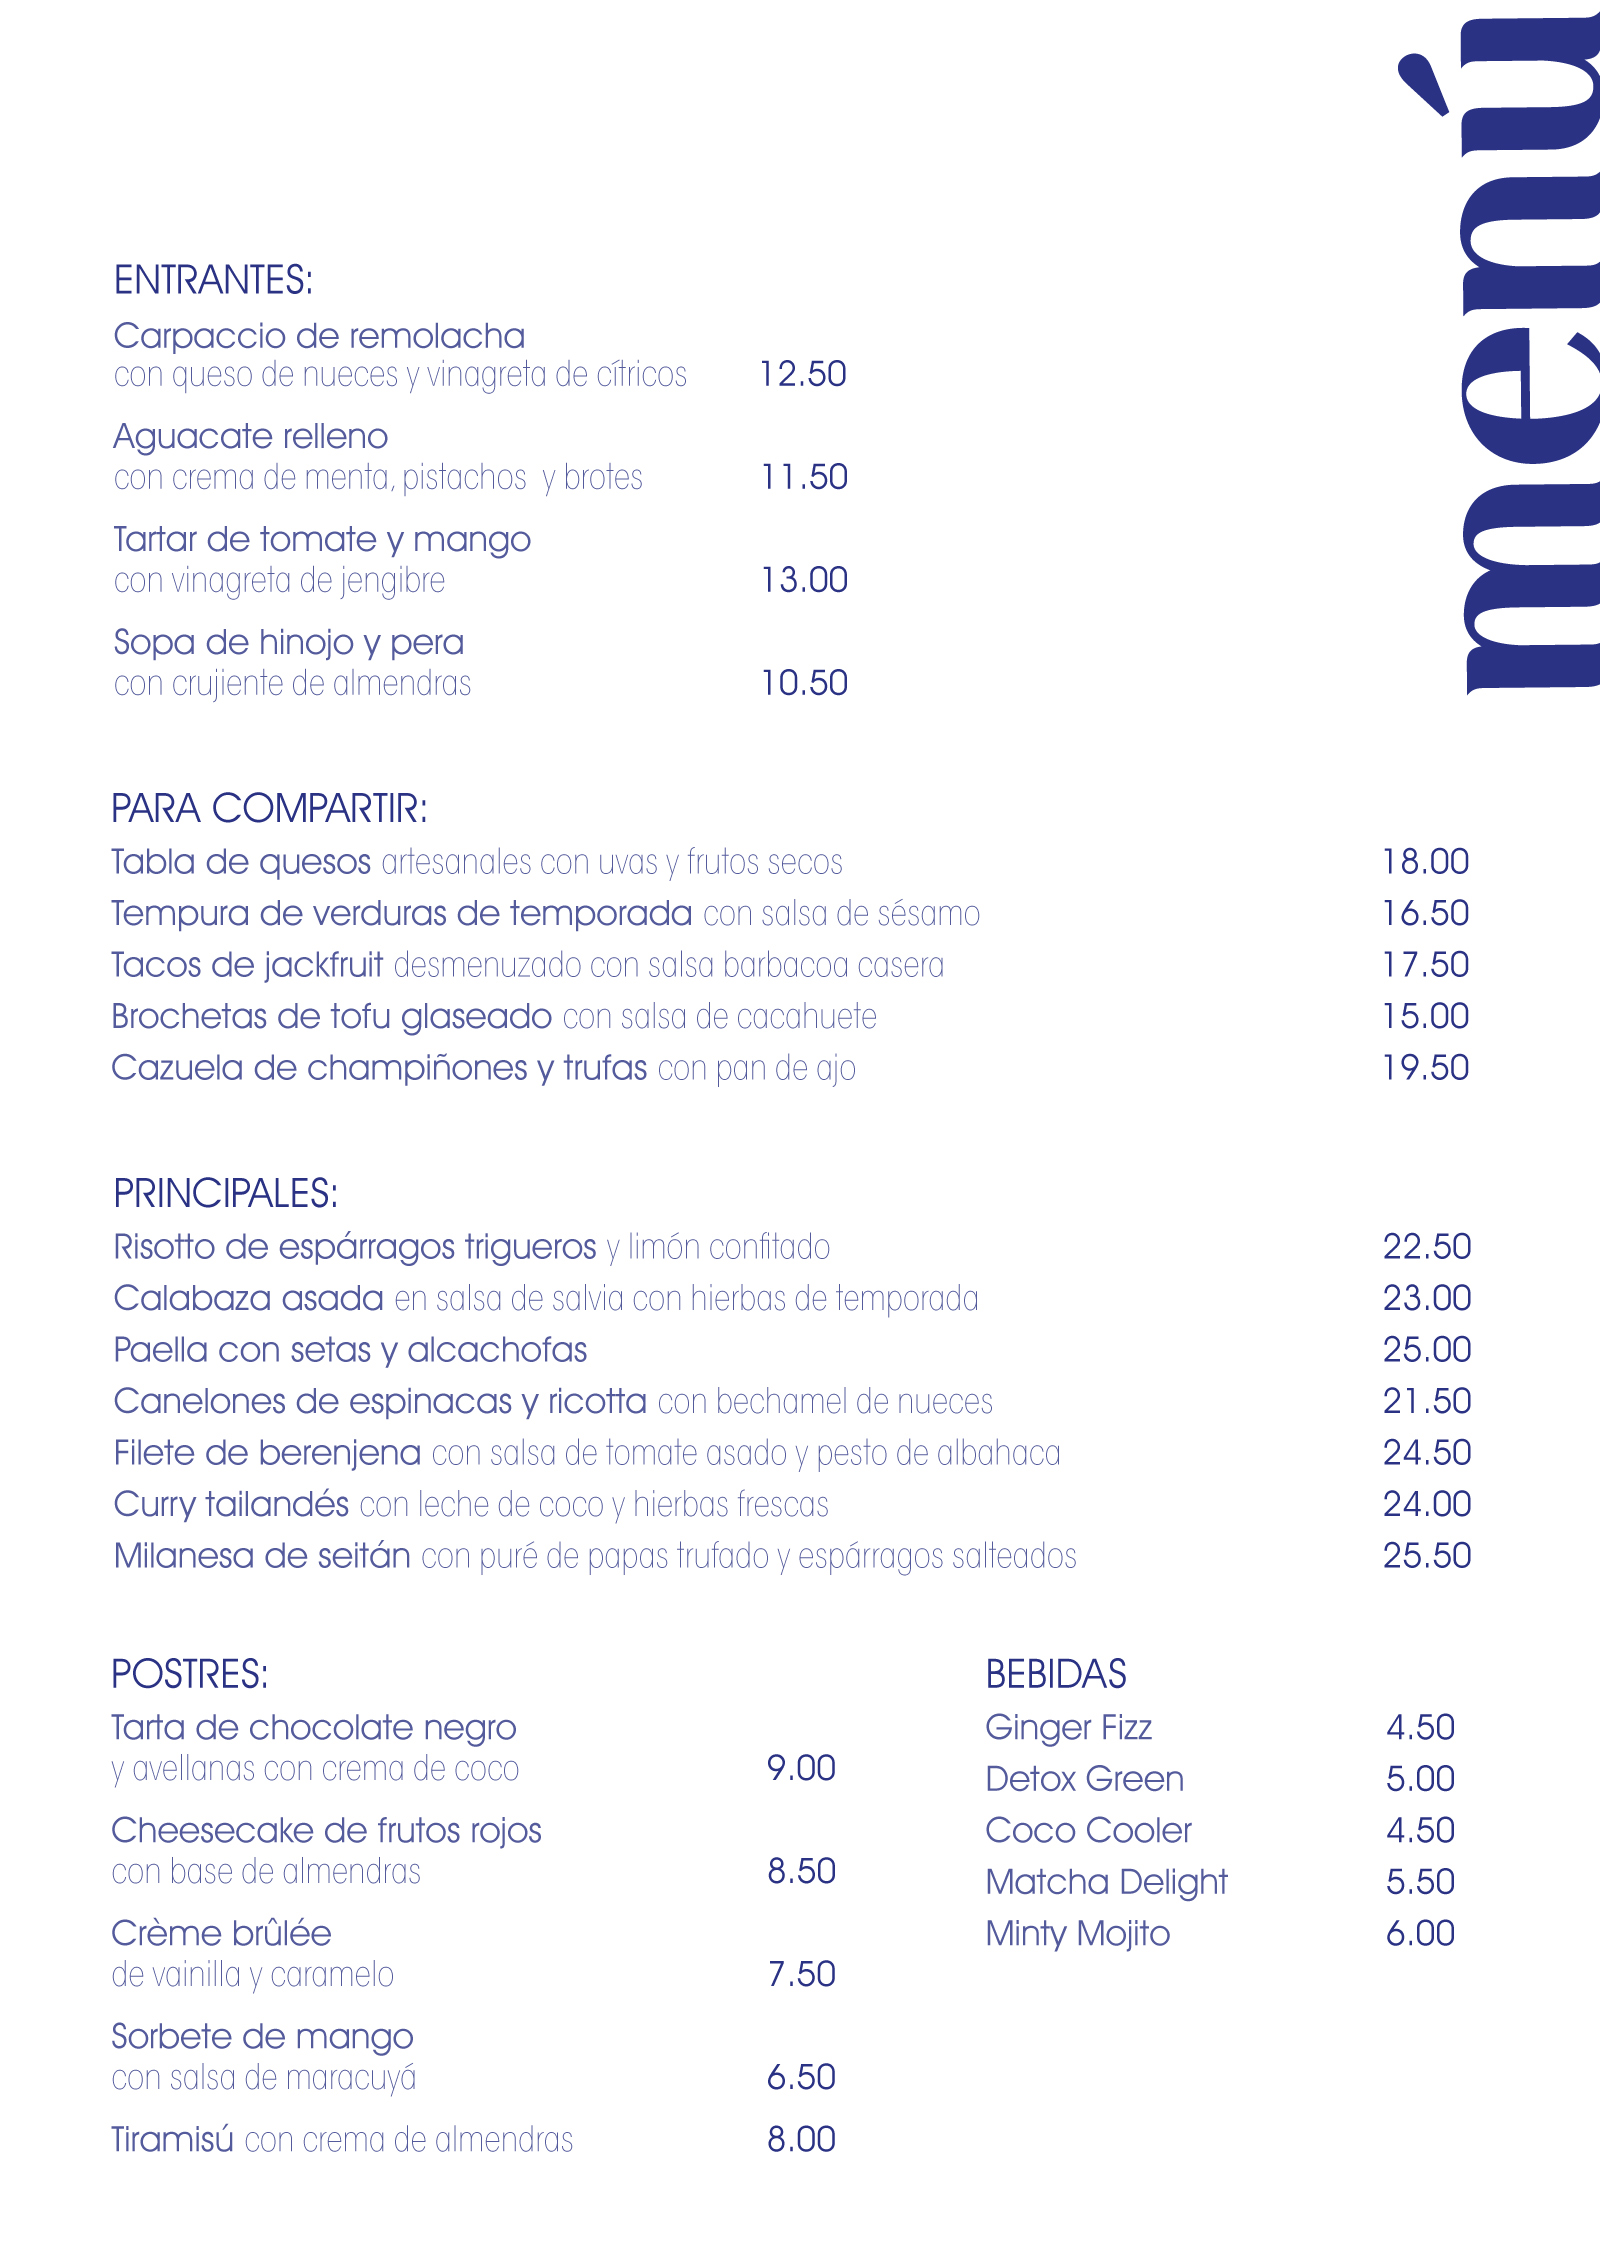 menú
ENTRANTES:
Carpaccio de remolacha
con queso de nueces y vinagreta de cítricos 12.50
Aguacate relleno
con crema de menta, pistachos y brotes 11.50
Tartar de tomate y mango
con vinagreta de jengibre 13.00
Sopa de hinojo y pera
con crujiente de almendras 10.50
PARA COMPARTIR:
Tabla de quesos artesanales con uvas y frutos secos 18.00
Tempura de verduras de temporada con salsa de sésamo 16.50
Tacos de jackfruit desmenuzado con salsa barbacoa casera 17.50
Brochetas de tofu glaseado con salsa de cacahuete 15.00
Cazuela de champiñones y trufas con pan de ajo 19.50
PRINCIPALES:
Risotto de espárragos trigueros y limón confitado 22.50
Calabaza asada en salsa de salvia con hierbas de temporada 23.00
Paella con setas y alcachofas 25.00
Canelones de espinacas y ricotta con bechamel de nueces 21.50
Filete de berenjena con salsa de tomate asado y pesto de albahaca 24.50
Curry tailandés con leche de coco y hierbas frescas 24.00
Milanesa de seitán con puré de papas trufado y espárragos salteados 25.50
POSTRES:
Tarta de chocolate negro
y avellanas con crema de coco 9.00
Cheesecake de frutos rojos
con base de almendras 8.50
Crème brûlée
de vainilla y caramelo 7.50
Sorbete de mango
con salsa de maracuyá 6.50
Tiramisú con crema de almendras 8.00
BEBIDAS
Ginger Fizz 4.50
Detox Green 5.00
Coco Cooler 4.50
Matcha Delight 5.50
Minty Mojito 6.00